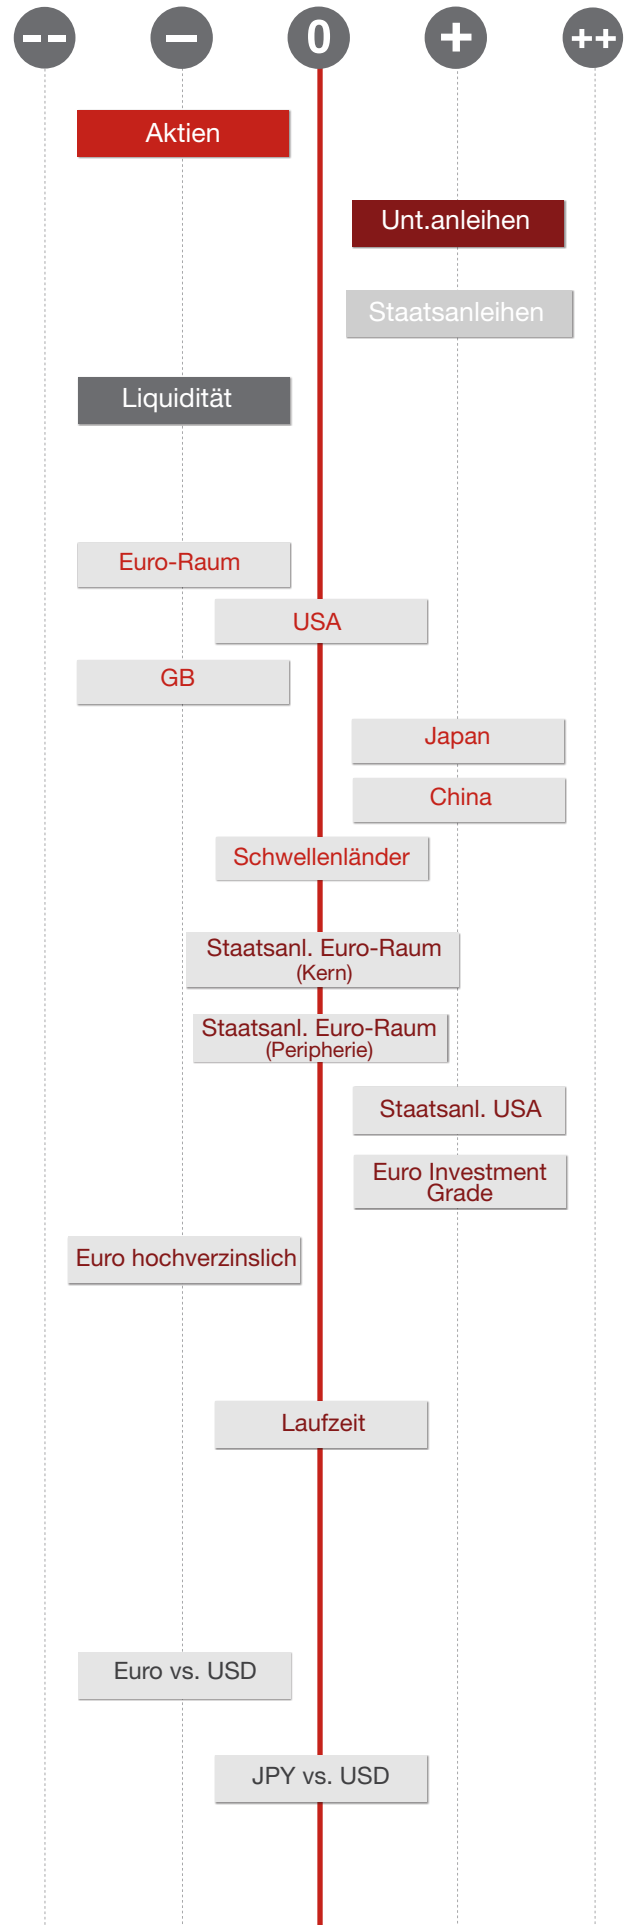 -- - 0 + ++
Aktien
Unt.anleihen
Staatsanleihen
Liquidität
Euro-Raum
USA
GB
Japan
China
Schwellenländer
Staatsanl. Euro-Raum
(Kern)
Staatsanl. Euro-Raum
(Peripherie)
Staatsanl. USA
Euro Investment
Grade
Euro hochverzinslich
Laufzeit
Euro vs. USD
JPY vs. USD